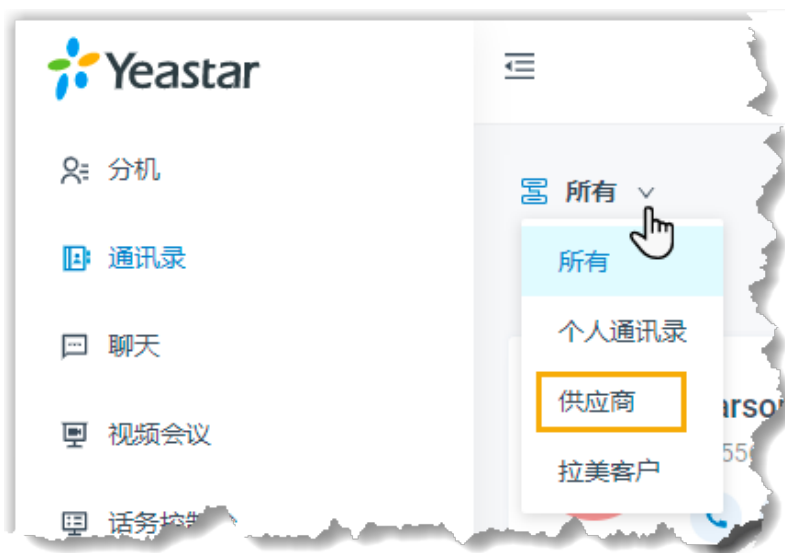 Yeastar
分机
通讯录
聊天
视频会议
所有
所有
个人通讯录
供应商
拉美客户